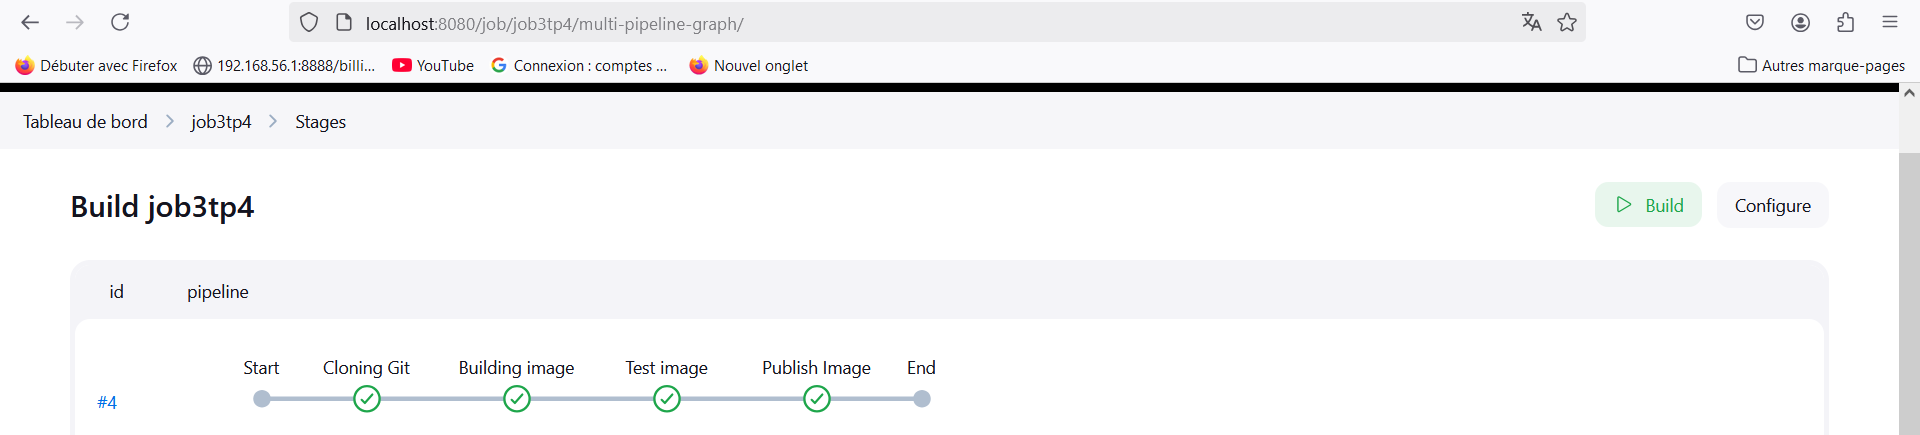 localhost:8080/job/job3tp4/multi-pipeline-graph/
Débuter avec Firefox 192.168.56.1:8888/billi... YouTube Connexion : comptes ... Nouvel onglet Autres marque-pages
Tableau de bord job3tp4 Stages
Build job3tp4 Build Configure
id pipeline
Start Cloning Git Building image Test image Publish Image End
#4